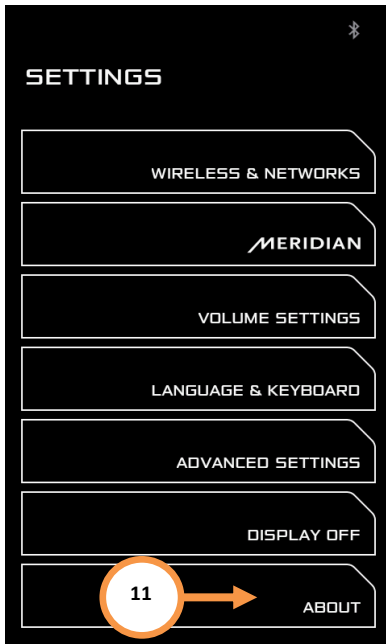 SETTINGS
WIRELESS & NETWORKS
MERIDIAN
VOLUME SETTINGS
LANGUAGE & KEYBOARD
ADVANCED SETTINGS
DISPLAY OFF
11
ABOUT